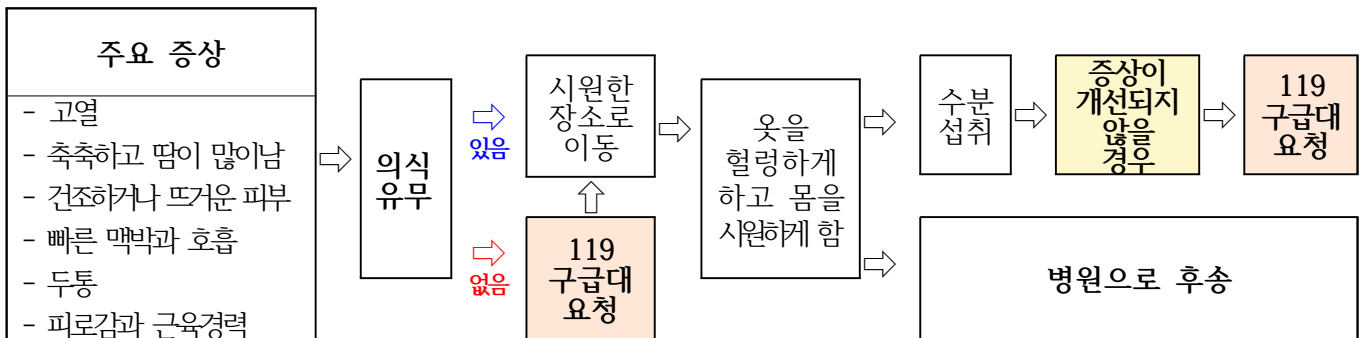 주요 증상
- 고열
- 축축하고 땀이 많이남
- 건조하거나 뜨거운 피부
- 빠른 맥박과 호흡
- 두통
- 피로감과 근육경력
의식
유무
있음
없음
시원한
장소로
이동
119
구급대
요청
옷을
헐렁하게
하고 몸을
시원하게 함
수분
섭취
증상이
개선되지
않을
경우
119
구급대
요청
병원으로 후송